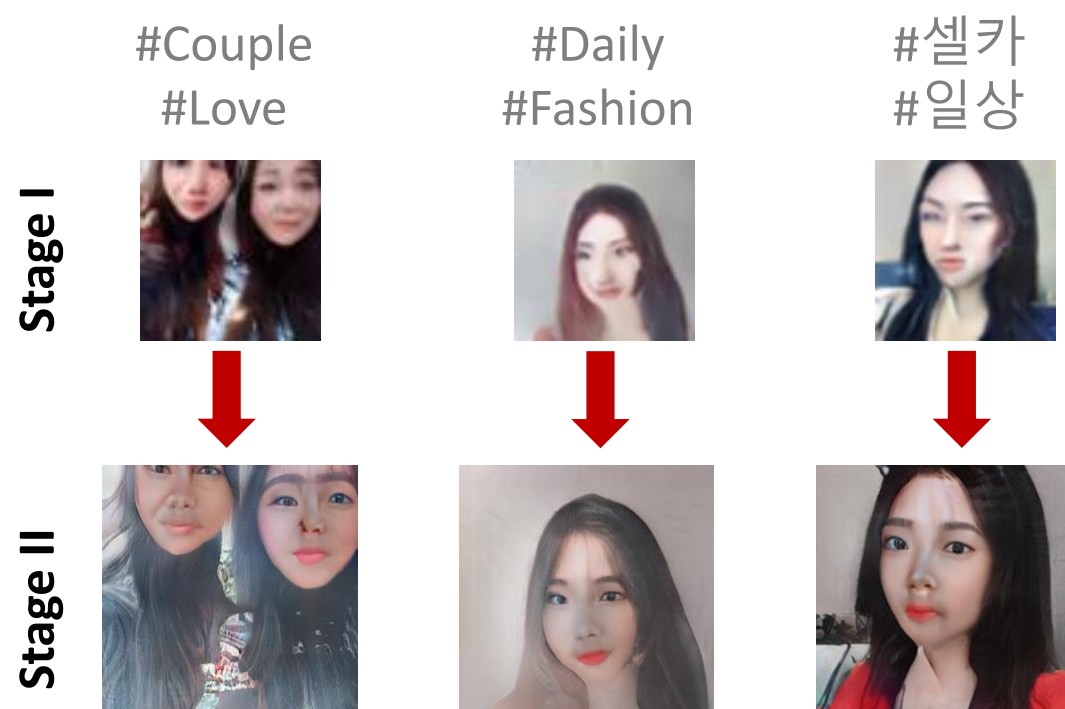 #Couple
#Love
#Daily
#Fashion
#셀카
#일상
Stage I
Stage II